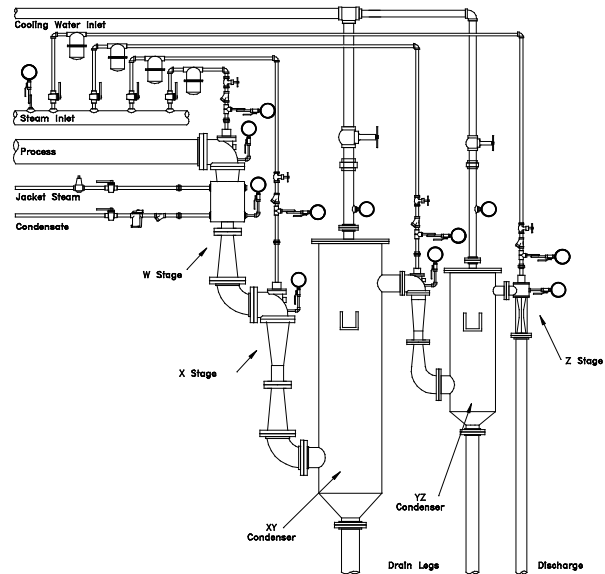 Cooling Water Inlet
Steam Inlet
Process
Jacket Steam
Condensate
W Stage
X Stage
Z Stage
YZ
Condenser
XY
Condenser
Drain Legs
Discharge